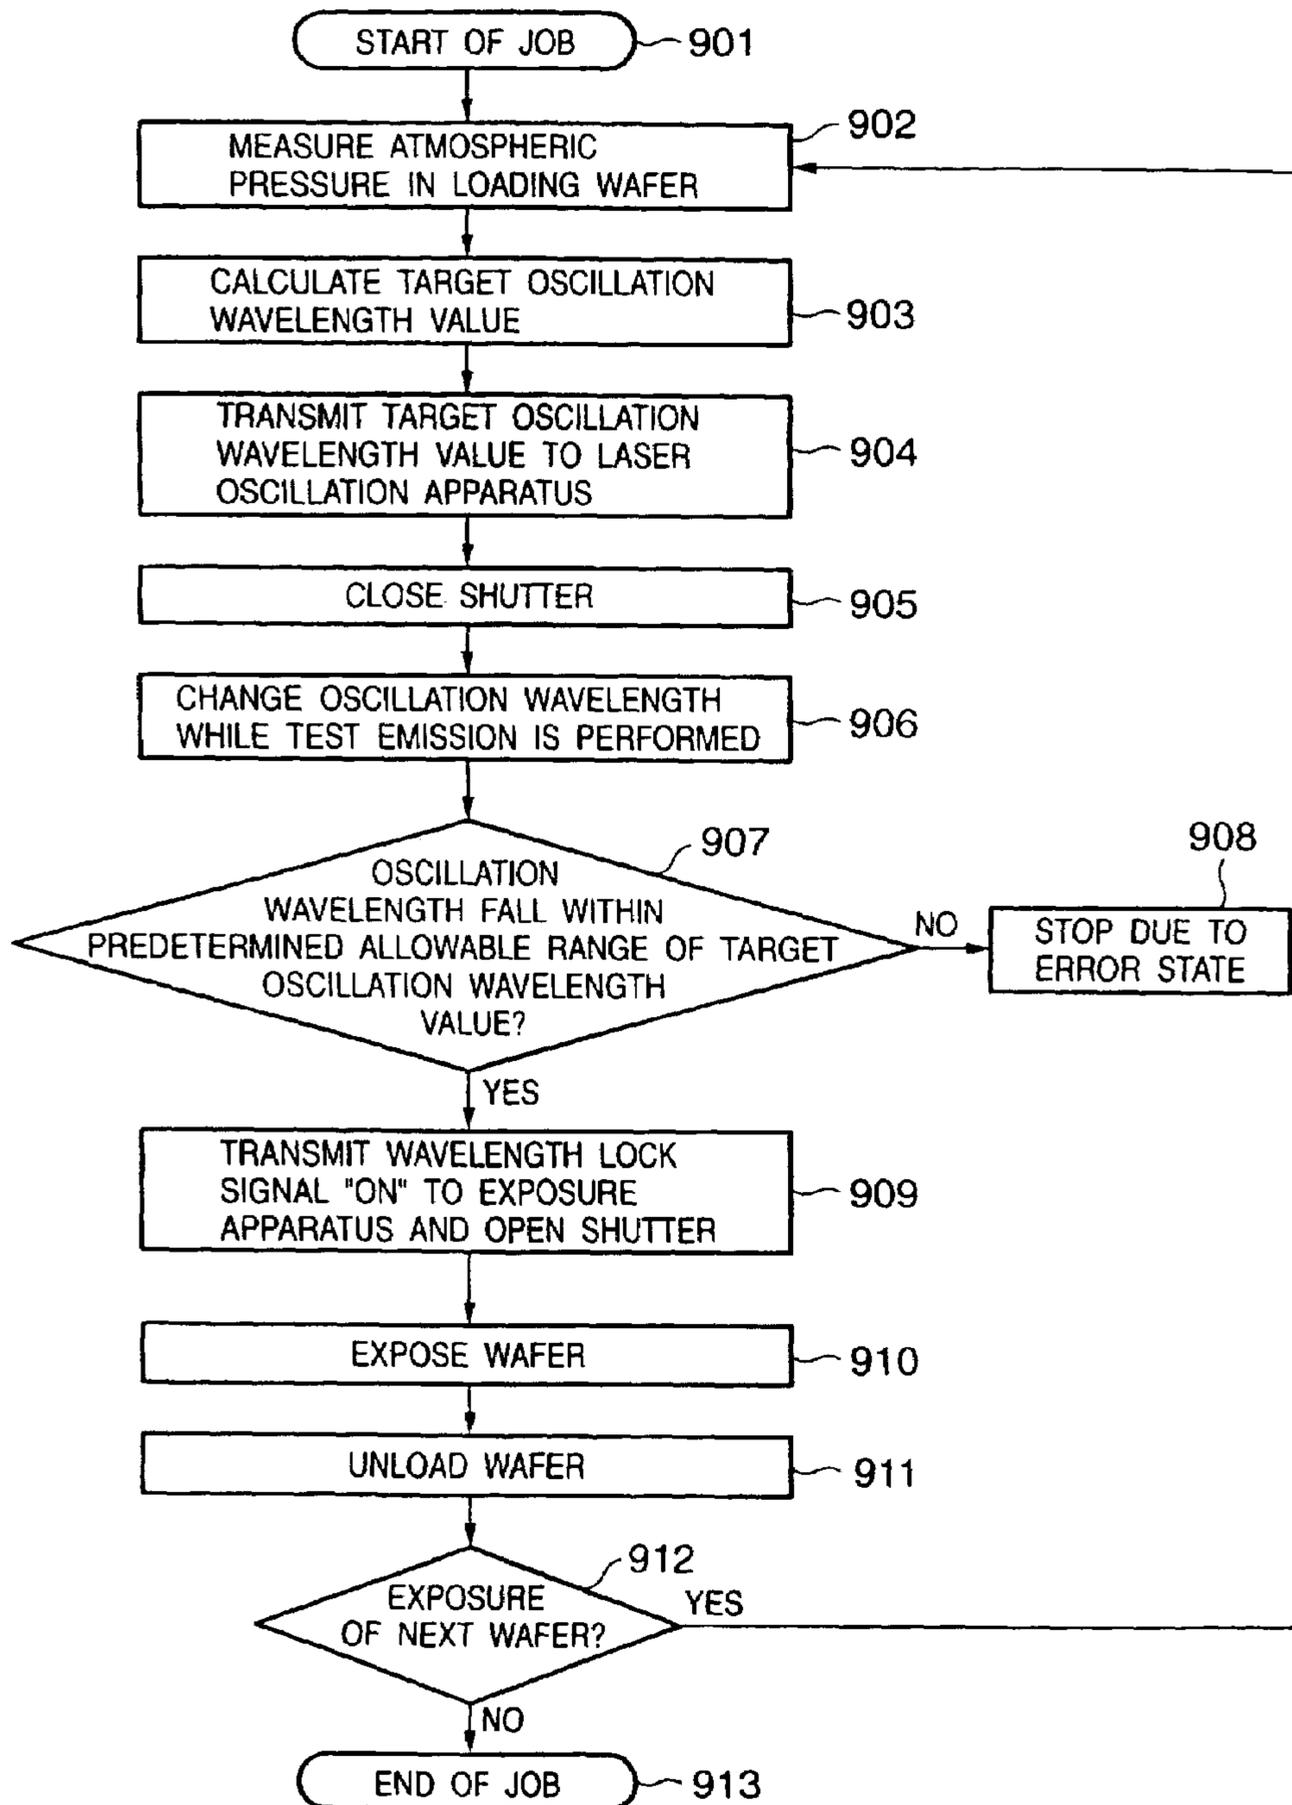 START OF JOB
901
MEASURE ATMOSPHERIC
PRESSURE IN LOADING WAFER
902
CALCULATE TARGET OSCILLATION
WAVELENGTH VALUE
903
TRANSMIT TARGET OSCILLATION
WAVELENGTH VALUE TO LASER
OSCILLATION APPARATUS
904
CLOSE SHUTTER
905
CHANGE OSCILLATION WAVELENGTH
WHILE TEST EMISSION IS PERFORMED
906
907
OSCILLATION
WAVELENGTH FALL WITHIN
PREDETERMINED ALLOWABLE RANGE OF TARGET
OSCILLATION WAVELENGTH
VALUE?
NO
908
STOP DUE TO
ERROR STATE
YES
TRANSMIT WAVELENGTH LOCK
SIGNAL "ON" TO EXPOSURE
APPARATUS AND OPEN SHUTTER
909
EXPOSE WAFER
910
UNLOAD WAFER
911
912
EXPOSURE
OF NEXT WAFER?
YES
NO
END OF JOB
913